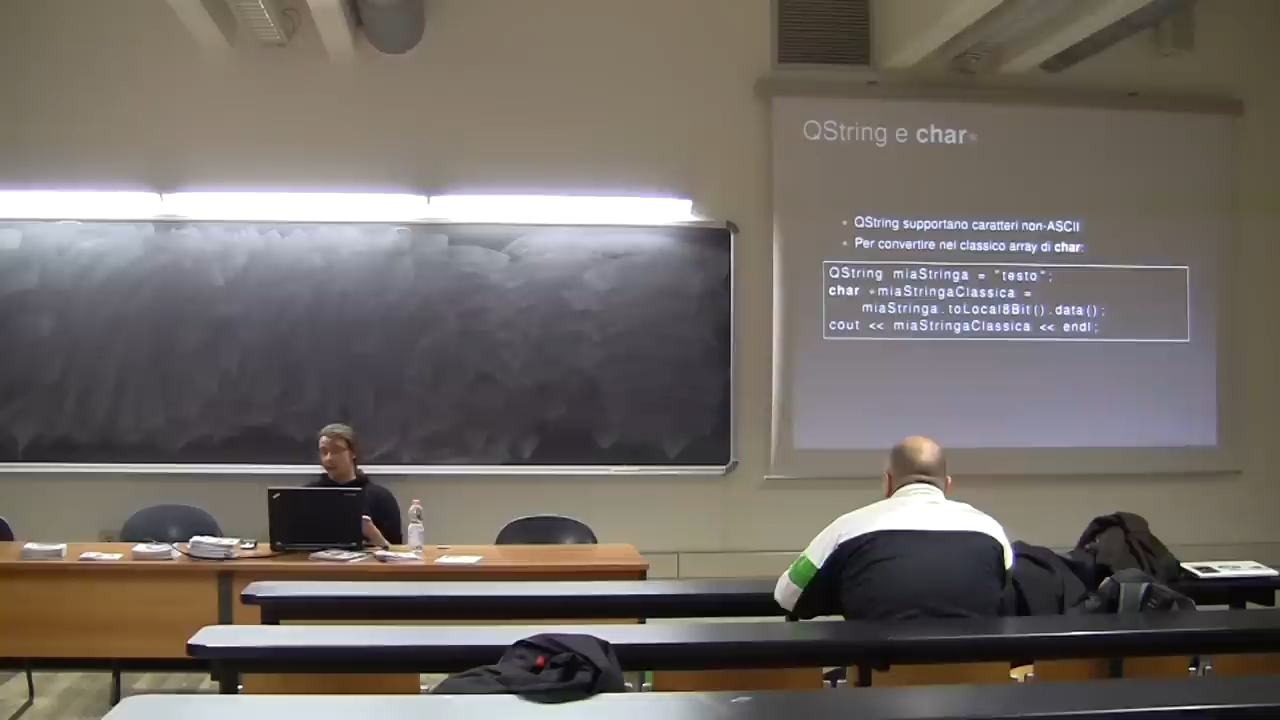 QString e char*
• QString supportano caratteri non-ASCII
• Per convertire nel classico array di char:
QString miaStringa = "testo";
char *miaStringaClassica =
miaStringa.toLocal8Bit().data();
cout << miaStringaClassica << endl;